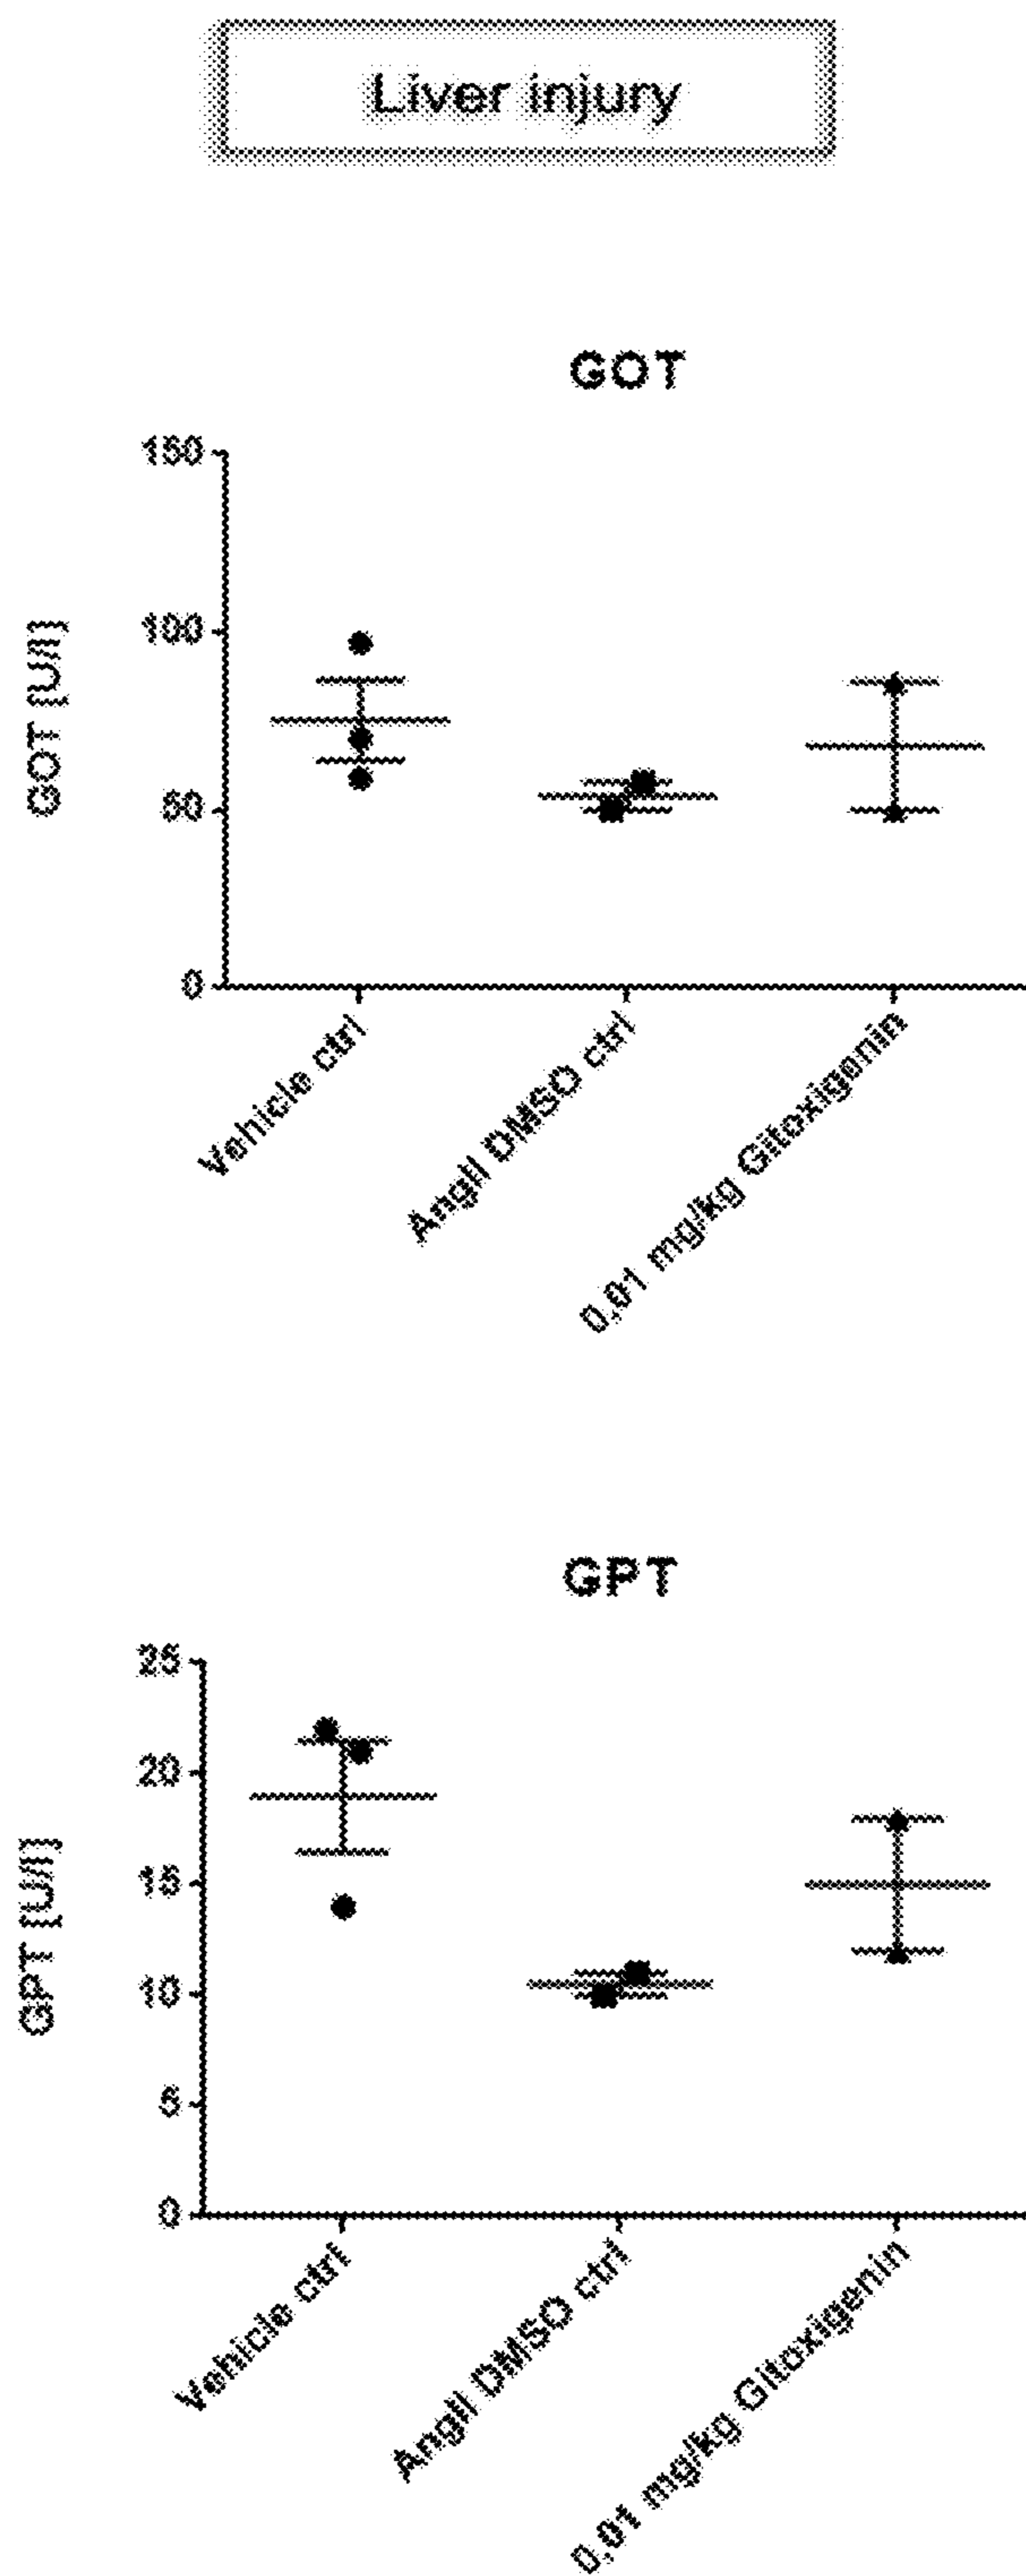 Liver injury
GOT
150
100
50
0
GOT [U/l]
Vehicle ctrl
AngII DMSO ctrl
0,01 mg/kg Gitoxigenin
GPT
25
20
15
10
5
0
GPT [U/l]
Vehicle ctrl
AngII DMSO ctrl
0,01 mg/kg Gitoxigenin